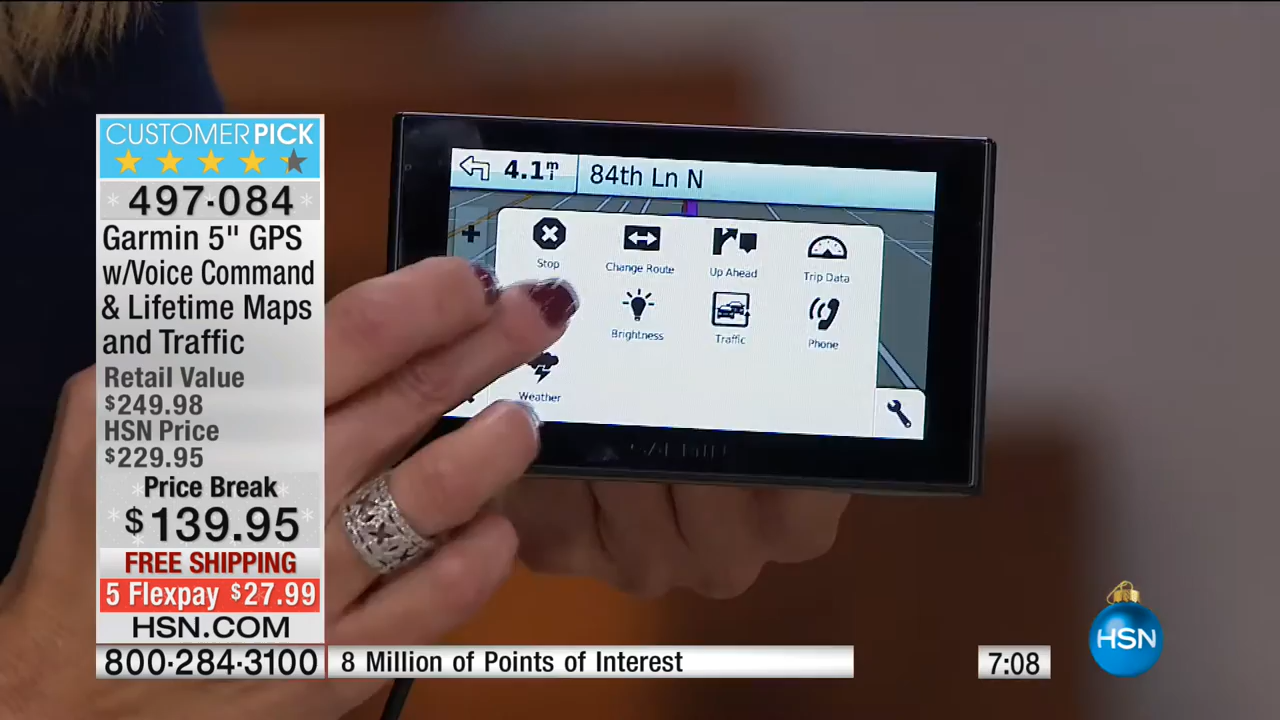 CUSTOMER PICK
497·084
Garmin 5" GPS
w/Voice Command
& Lifetime Maps
and Traffic
Retail Value
$249.98
HSN Price
$229.95
Price Break
$139.95
FREE SHIPPING
5 Flexpay $27.99
HSN.COM
800·284·3100
8 Million of Points of Interest
7:08
HSN
4.1 mi
84th Ln N
Stop
Change Route
Up Ahead
Trip Data
Brightness
Traffic
Phone
Weather
GARMIN